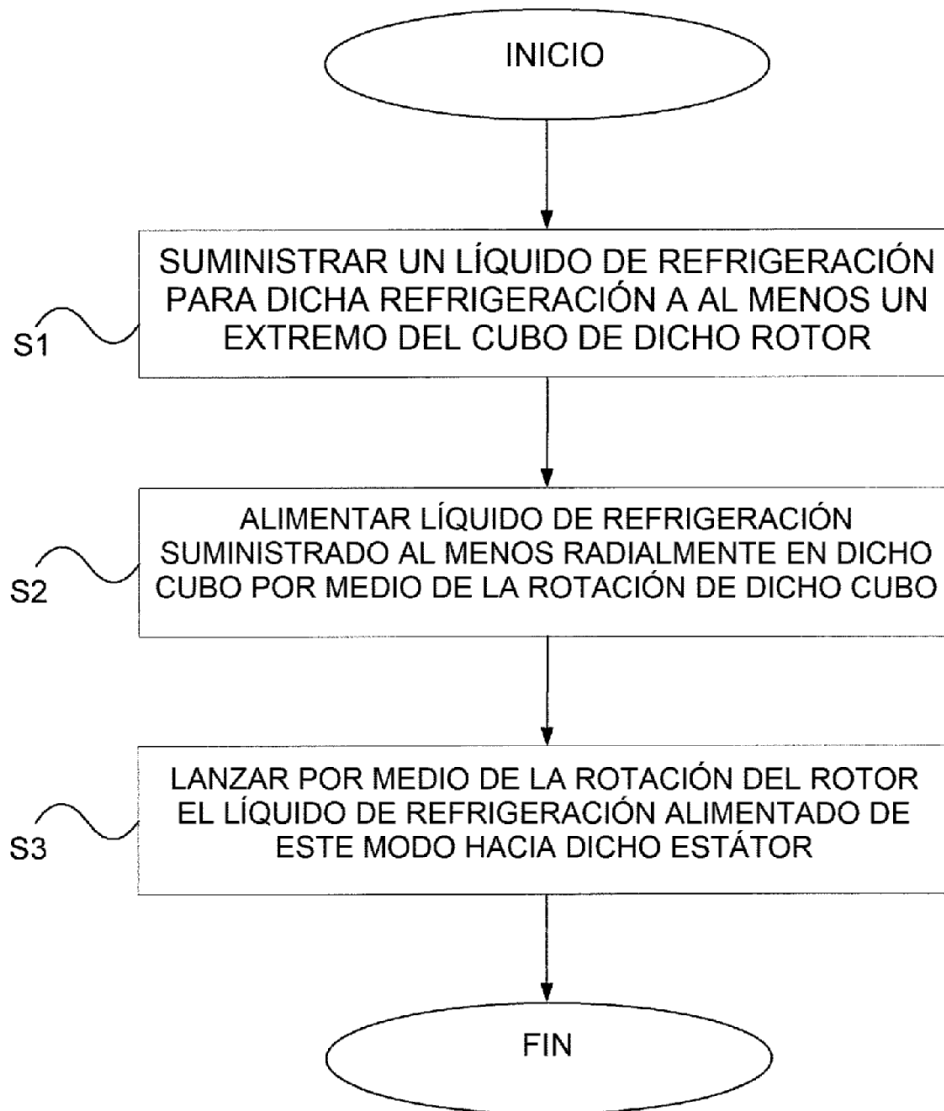 INICIO
SUMINISTRAR UN LÍQUIDO DE REFRIGERACIÓN
PARA DICHA REFRIGERACIÓN A AL MENOS UN
EXTREMO DEL CUBO DE DICHO ROTOR
S1
ALIMENTAR LÍQUIDO DE REFRIGERACIÓN
SUMINISTRADO AL MENOS RADIALMENTE EN DICHO
CUBO POR MEDIO DE LA ROTACIÓN DE DICHO CUBO
S2
LANZAR POR MEDIO DE LA ROTACIÓN DEL ROTOR
EL LÍQUIDO DE REFRIGERACIÓN ALIMENTADO DE
ESTE MODO HACIA DICHO ESTÁTOR
S3
FIN